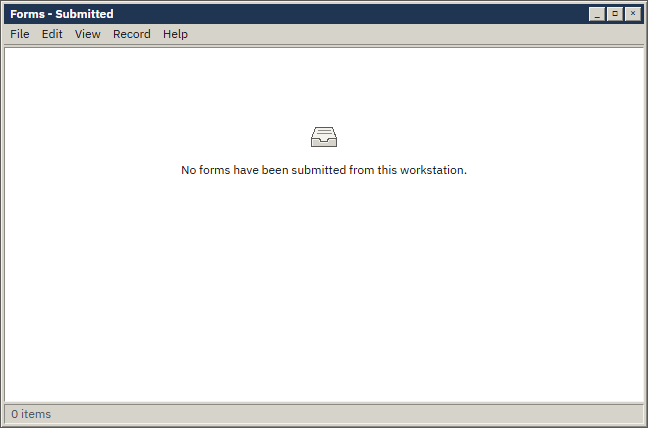 Forms - Submitted
File Edit View Record Help
No forms have been submitted from this workstation.
0 items